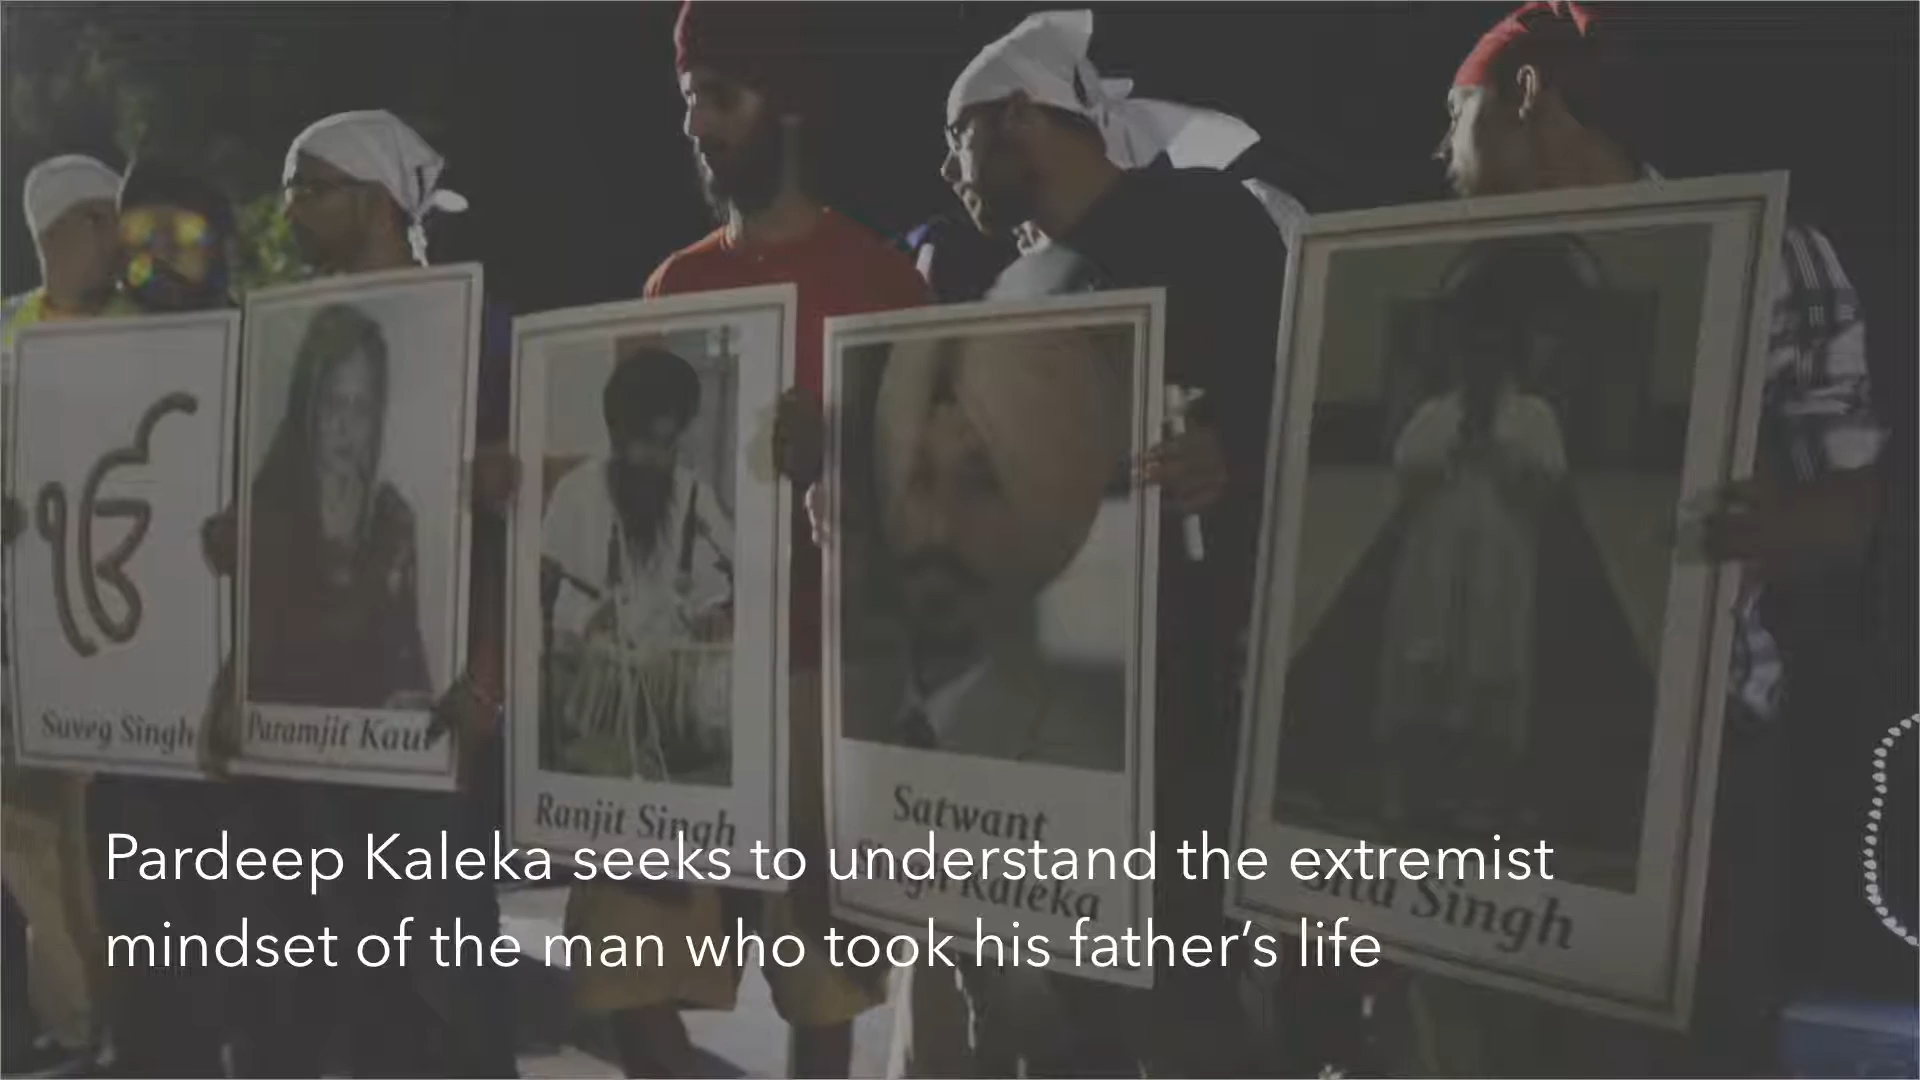 ੴ
Suveg Singh
Paramjit Kaur
Ranjit Singh
Satwant
Singh Kaleka
Sita Singh
Pardeep Kaleka seeks to understand the extremist
mindset of the man who took his father’s life